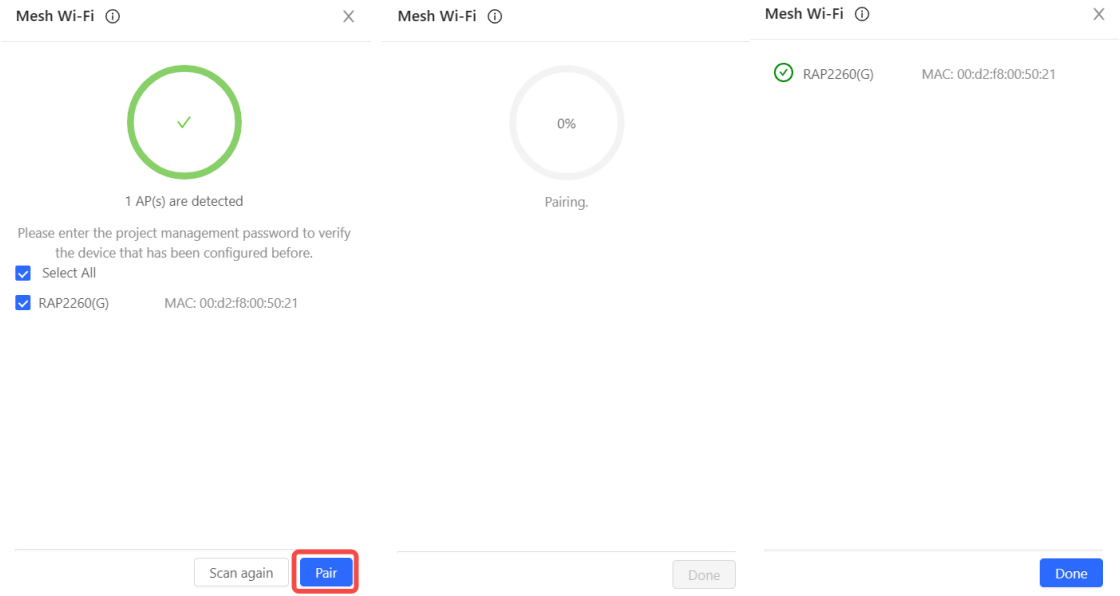 Mesh Wi-Fi
1 AP(s) are detected
Please enter the project management password to verify
the device that has been configured before.
Select All
RAP2260(G) MAC: 00:d2:f8:00:50:21
Scan again Pair
Mesh Wi-Fi
0%
Pairing.
Done
Mesh Wi-Fi
RAP2260(G) MAC: 00:d2:f8:00:50:21
Done